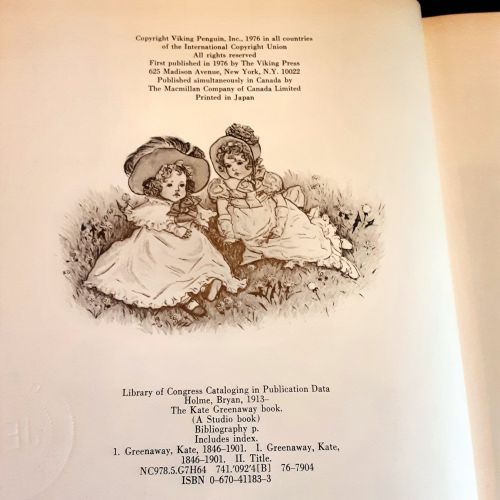 Copyright Viking Penguin, Inc., 1976 in all countries
of the International Copyright Union
All rights reserved
First published in 1976 by The Viking Press
625 Madison Avenue, New York, N.Y. 10022
Published simultaneously in Canada by
The Macmillan Company of Canada Limited
Printed in Japan
Library of Congress Cataloging in Publication Data
Holme, Bryan, 1913–
The Kate Greenaway book.
(A Studio book)
Bibliography p.
Includes index.
1. Greenaway, Kate, 1846–1901. I. Greenaway, Kate,
1846–1901. II. Title.
NC978.5.G7H64 741.'092'4[B] 76-7904
ISBN 0-670-41183-3